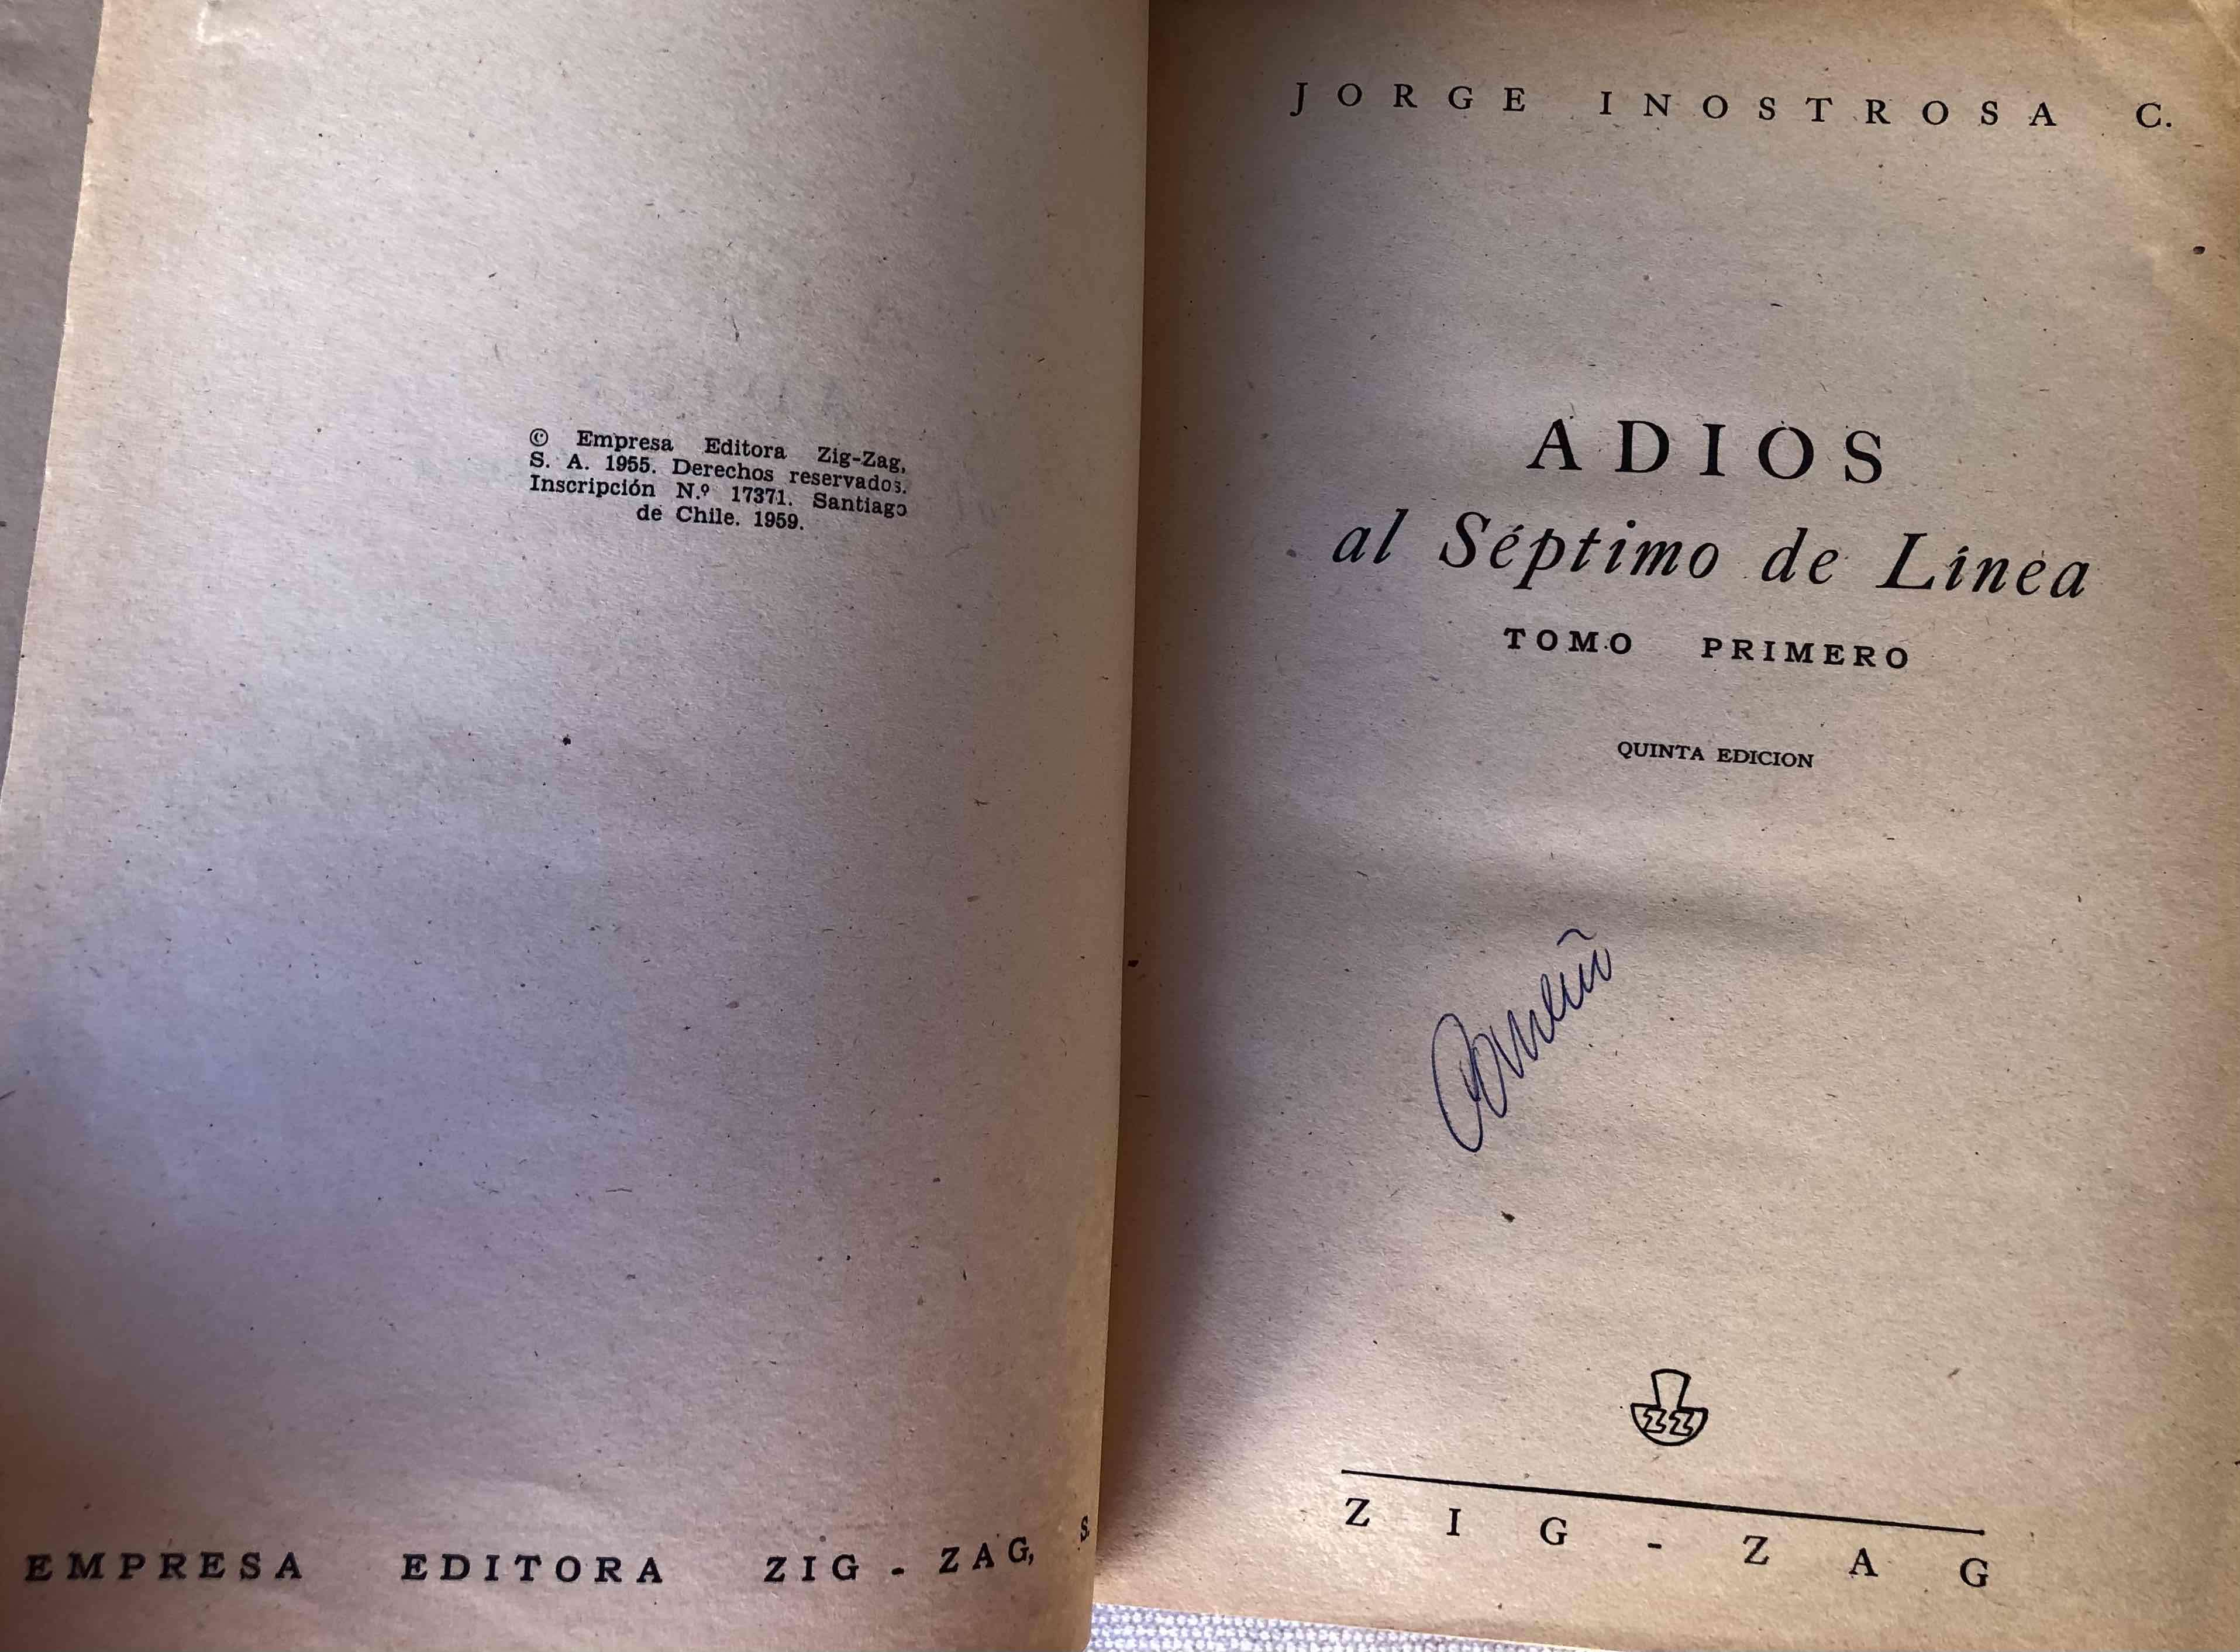 © Empresa Editora Zig-Zag,
S. A. 1955. Derechos reservados.
Inscripción N.º 17371. Santiago
de Chile. 1959.
EMPRESA EDITORA ZIG - ZAG, S.
JORGE INOSTROSA C.
ADIOS
al Séptimo de Línea
TOMO PRIMERO
QUINTA EDICION
ZZ
ZIG-ZAG